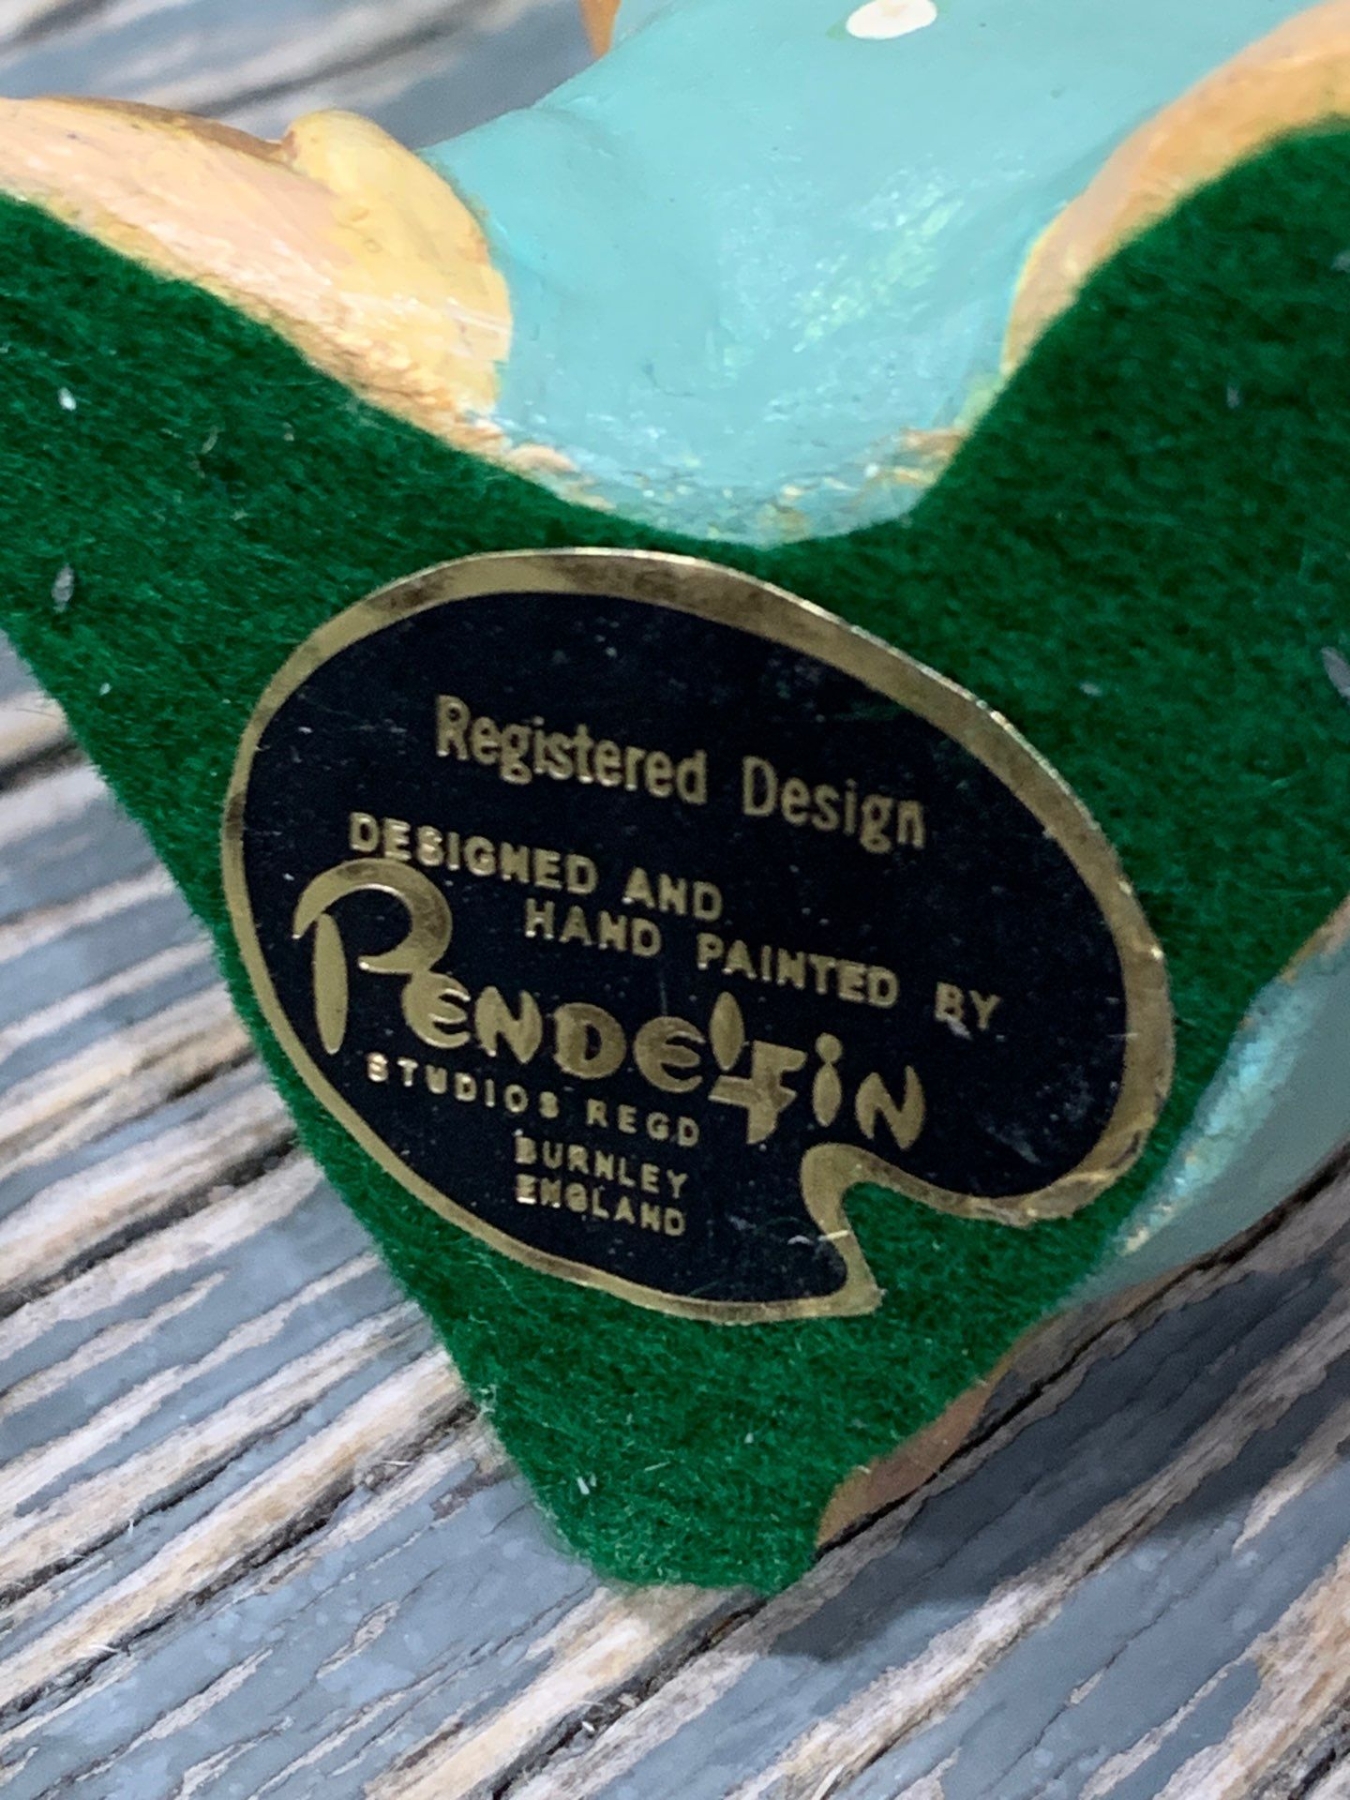 Registered Design
DESIGNED AND
HAND PAINTED BY
PENDELFIN
STUDIOS REGD
BURNLEY
ENGLAND